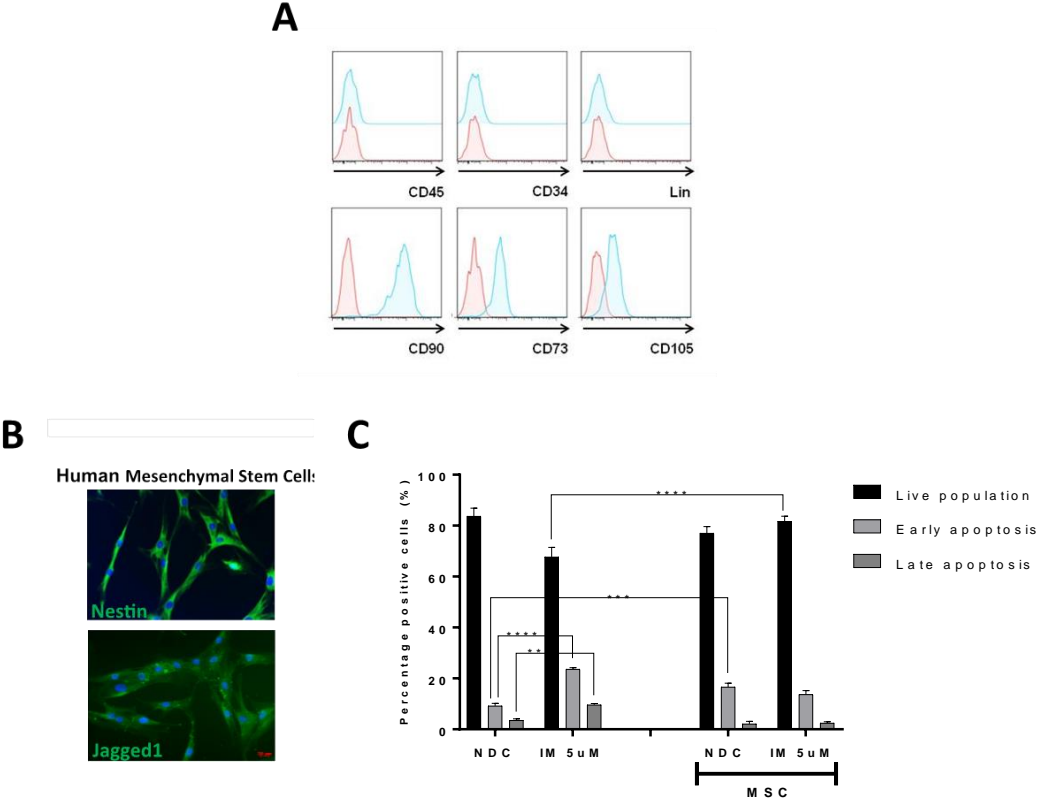 A
CD45
CD34
Lin
CD90
CD73
CD105
B
Human Mesenchymal Stem Cells
Nestin
Jagged1
C
Percentage positive cells (%)
100
80
60
40
20
0
****
***
****
**
NDC
IM 5uM
NDC
IM 5uM
MSC
Live population
Early apoptosis
Late apoptosis